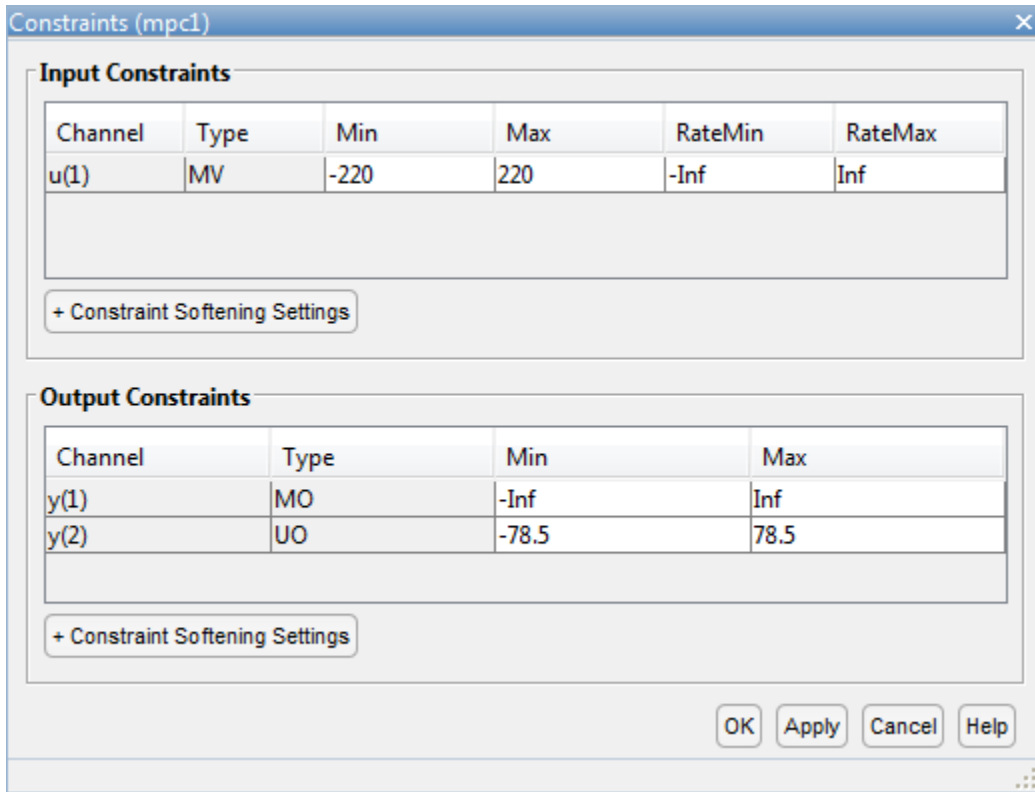 Constraints (mpc1)
Input Constraints
Channel Type Min Max RateMin RateMax
u(1) MV -220 220 -Inf Inf
+ Constraint Softening Settings
Output Constraints
Channel Type Min Max
y(1) MO -Inf Inf
y(2) UO -78.5 78.5
+ Constraint Softening Settings
OK Apply Cancel Help